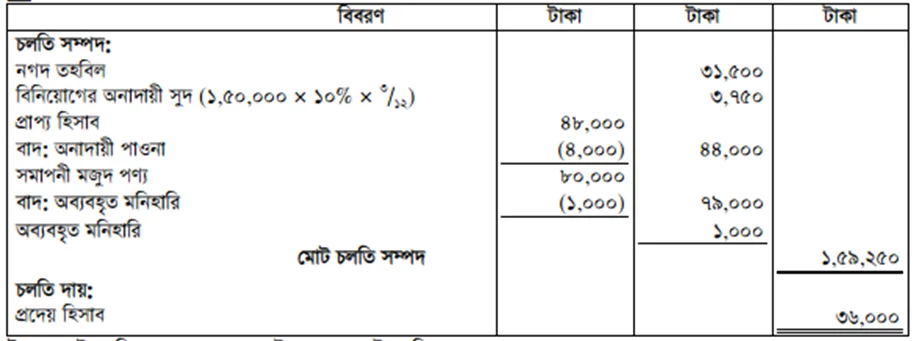 বিবরণ টাকা টাকা টাকা
চলতি সম্পদ:
নগদ তহবিল ৩১,৫০০
বিনিয়োগের অনাদায়ী সুদ (১,৫০,০০০ × ১০% × ৩/১২) ৩,৭৫০
প্রাপ্য হিসাব ৪৮,০০০
বাদ: অনাদায়ী পাওনা (৪,০০০) ৪৪,০০০
সমাপনী মজুদ পণ্য ৮০,০০০
বাদ: অব্যবহৃত মনিহারি (১,০০০) ৭৯,০০০
অব্যবহৃত মনিহারি ১,০০০
মোট চলতি সম্পদ ১,৫৯,২৫০
চলতি দায়:
প্রদেয় হিসাব ৩৬,০০০